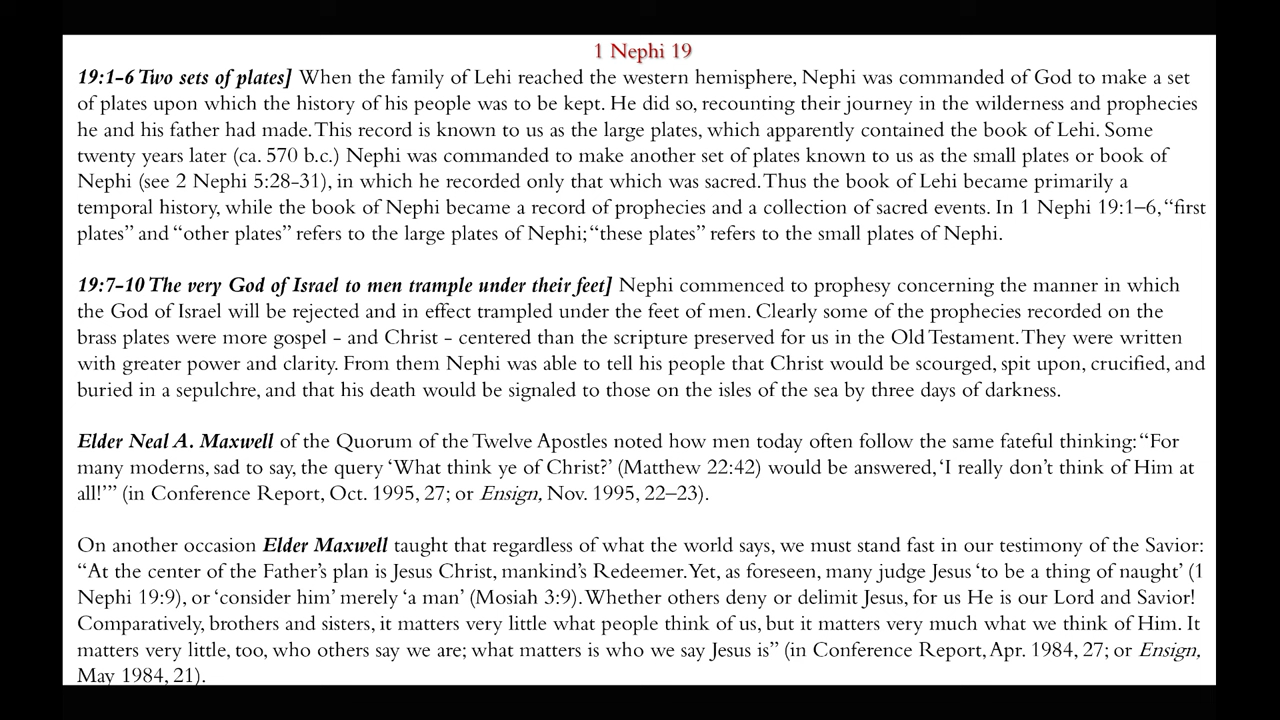 1 Nephi 19
19:1-6 Two sets of plates] When the family of Lehi reached the western hemisphere, Nephi was commanded of God to make a set
of plates upon which the history of his people was to be kept. He did so, recounting their journey in the wilderness and prophecies
he and his father had made. This record is known to us as the large plates, which apparently contained the book of Lehi. Some
twenty years later (ca. 570 b.c.) Nephi was commanded to make another set of plates known to us as the small plates or book of
Nephi (see 2 Nephi 5:28-31), in which he recorded only that which was sacred. Thus the book of Lehi became primarily a
temporal history, while the book of Nephi became a record of prophecies and a collection of sacred events. In 1 Nephi 19:1–6, “first
plates” and “other plates” refers to the large plates of Nephi; “these plates” refers to the small plates of Nephi.
19:7-10 The very God of Israel to men trample under their feet] Nephi commenced to prophesy concerning the manner in which
the God of Israel will be rejected and in effect trampled under the feet of men. Clearly some of the prophecies recorded on the
brass plates were more gospel - and Christ - centered than the scripture preserved for us in the Old Testament. They were written
with greater power and clarity. From them Nephi was able to tell his people that Christ would be scourged, spit upon, crucified, and
buried in a sepulchre, and that his death would be signaled to those on the isles of the sea by three days of darkness.
Elder Neal A. Maxwell of the Quorum of the Twelve Apostles noted how men today often follow the same fateful thinking: “For
many moderns, sad to say, the query ‘What think ye of Christ?’ (Matthew 22:42) would be answered, ‘I really don’t think of Him at
all!’” (in Conference Report, Oct. 1995, 27; or Ensign, Nov. 1995, 22–23).
On another occasion Elder Maxwell taught that regardless of what the world says, we must stand fast in our testimony of the Savior:
“At the center of the Father’s plan is Jesus Christ, mankind’s Redeemer. Yet, as foreseen, many judge Jesus ‘to be a thing of naught’ (1
Nephi 19:9), or ‘consider him’ merely ‘a man’ (Mosiah 3:9). Whether others deny or delimit Jesus, for us He is our Lord and Savior!
Comparatively, brothers and sisters, it matters very little what people think of us, but it matters very much what we think of Him. It
matters very little, too, who others say we are; what matters is who we say Jesus is” (in Conference Report, Apr. 1984, 27; or Ensign,
May 1984, 21).